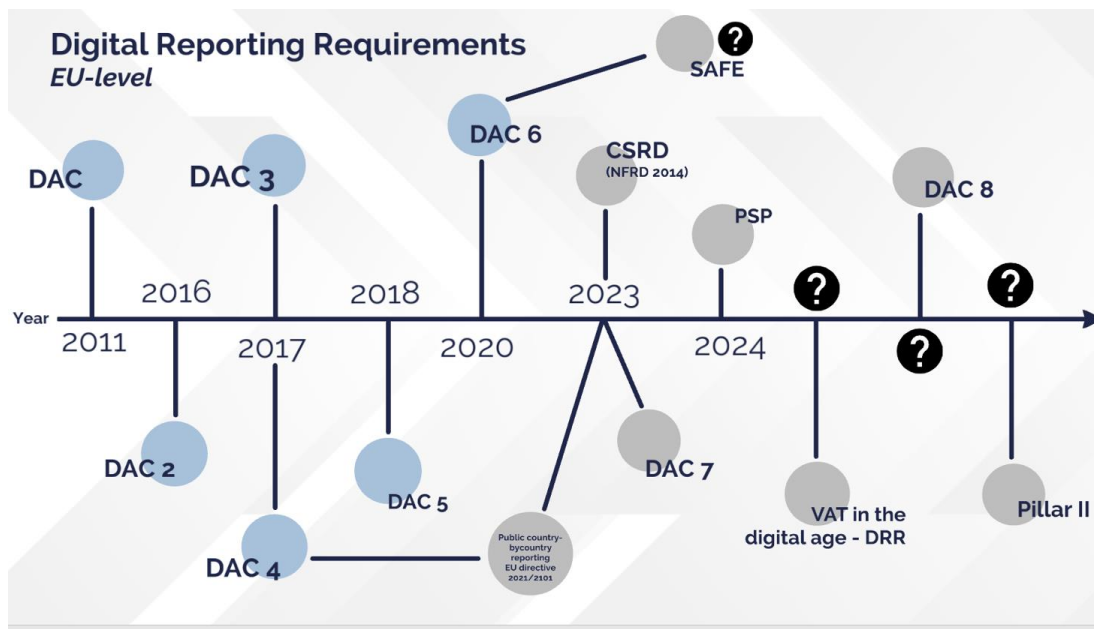 Digital Reporting Requirements
EU-level
?
SAFE
DAC 6
DAC
DAC 3
CSRD
(NFRD 2014)
DAC 8
PSP
2016
2018
2023
?
?
Year
2011
2017
2020
2024
?
DAC 2
DAC 5
DAC 7
DAC 4
Public country-
bycountry
reporting
EU directive
2021/2101
VAT in the
digital age - DRR
Pillar II